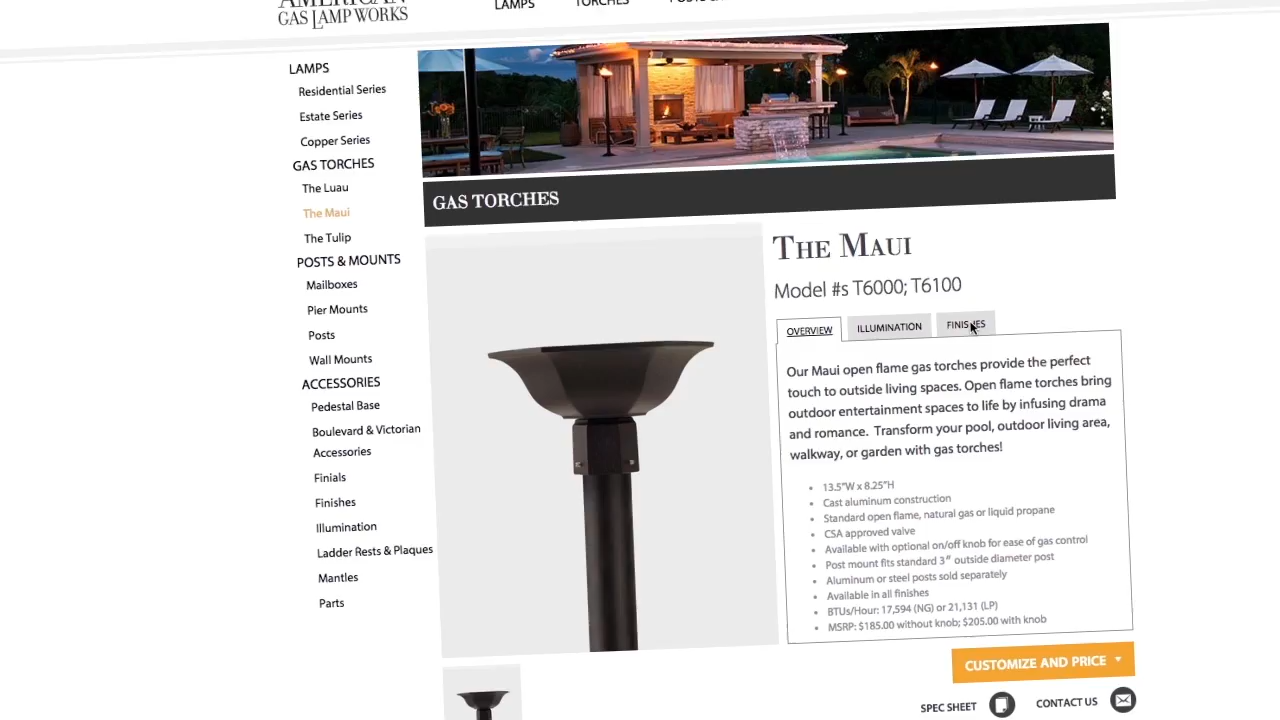 AMERICAN
GAS LAMP WORKS
LAMPS
TORCHES
LAMPS
Residential Series
Estate Series
Copper Series
GAS TORCHES
The Luau
The Maui
The Tulip
POSTS & MOUNTS
Mailboxes
Pier Mounts
Posts
Wall Mounts
ACCESSORIES
Pedestal Base
Boulevard & Victorian
Accessories
Finials
Finishes
Illumination
Ladder Rests & Plaques
Mantles
Parts
GAS TORCHES
THE MAUI
Model #s T6000; T6100
OVERVIEW
ILLUMINATION
FINISHES
Our Maui open flame gas torches provide the perfect
touch to outside living spaces. Open flame torches bring
outdoor entertainment spaces to life by infusing drama
and romance. Transform your pool, outdoor living area,
walkway, or garden with gas torches!
• 13.5"W x 8.25"H
• Cast aluminum construction
• Standard open flame, natural gas or liquid propane
• CSA approved valve
• Available with optional on/off knob for ease of gas control
• Post mount fits standard 3" outside diameter post
• Aluminum or steel posts sold separately
• Available in all finishes
• BTUs/Hour: 17,594 (NG) or 21,131 (LP)
• MSRP: $185.00 without knob; $205.00 with knob
CUSTOMIZE AND PRICE
SPEC SHEET
CONTACT US